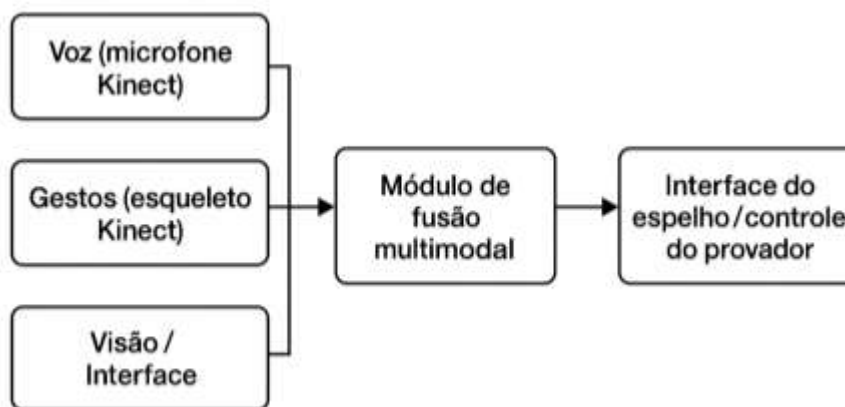 Voz (microfone
Kinect)
Gestos (esqueleto
Kinect)
Visão /
Interface
Módulo de
fusão
multimodal
Interface do
espelho/controle
do provador